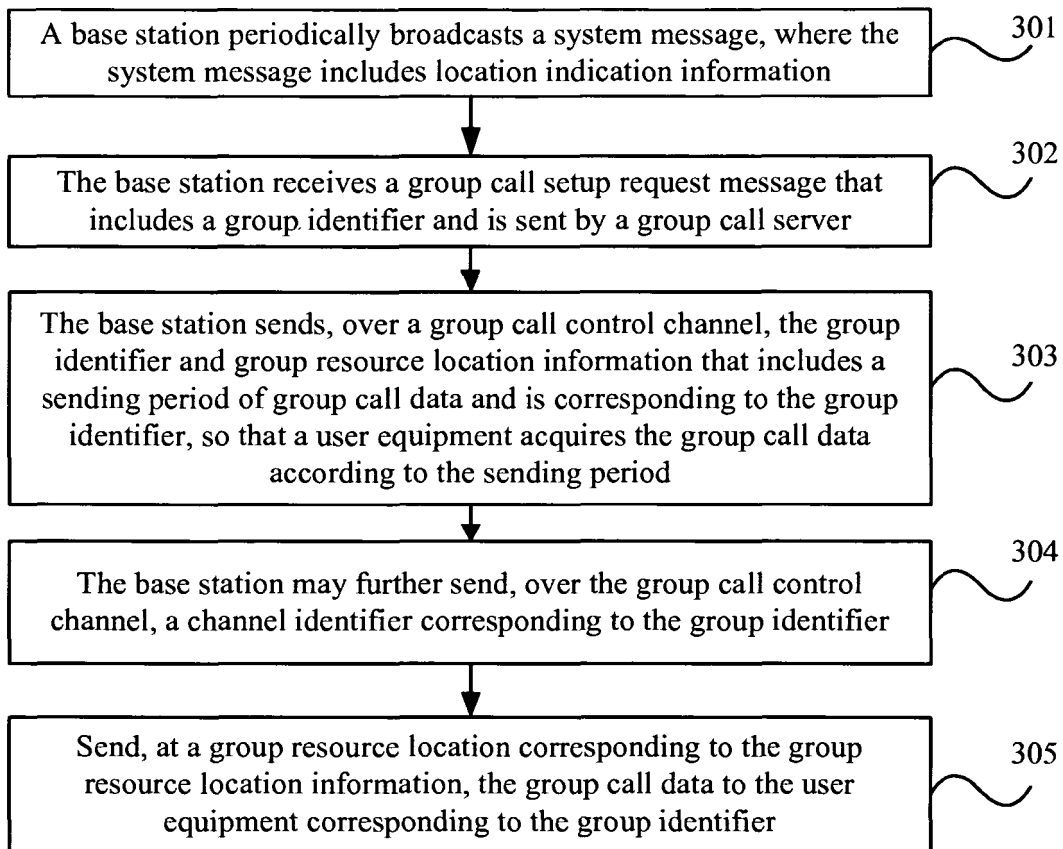 A base station periodically broadcasts a system message, where the
system message includes location indication information
301
The base station receives a group call setup request message that
includes a group identifier and is sent by a group call server
302
The base station sends, over a group call control channel, the group
identifier and group resource location information that includes a
sending period of group call data and is corresponding to the group
identifier, so that a user equipment acquires the group call data
according to the sending period
303
The base station may further send, over the group call control
channel, a channel identifier corresponding to the group identifier
304
Send, at a group resource location corresponding to the group
resource location information, the group call data to the user
equipment corresponding to the group identifier
305